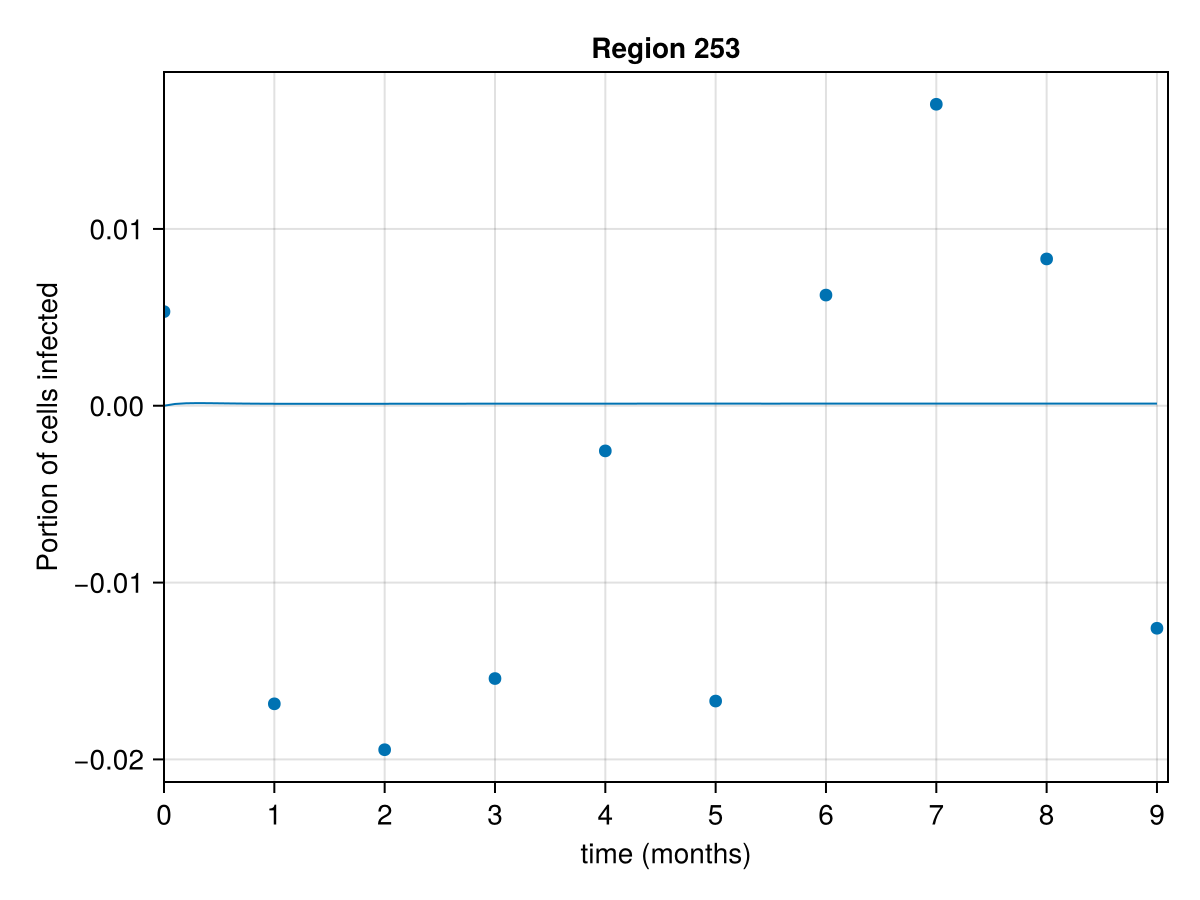 Region 253
Portion of cells infected
0.01
0.00
−0.01
−0.02
0 1 2 3 4 5 6 7 8 9
time (months)